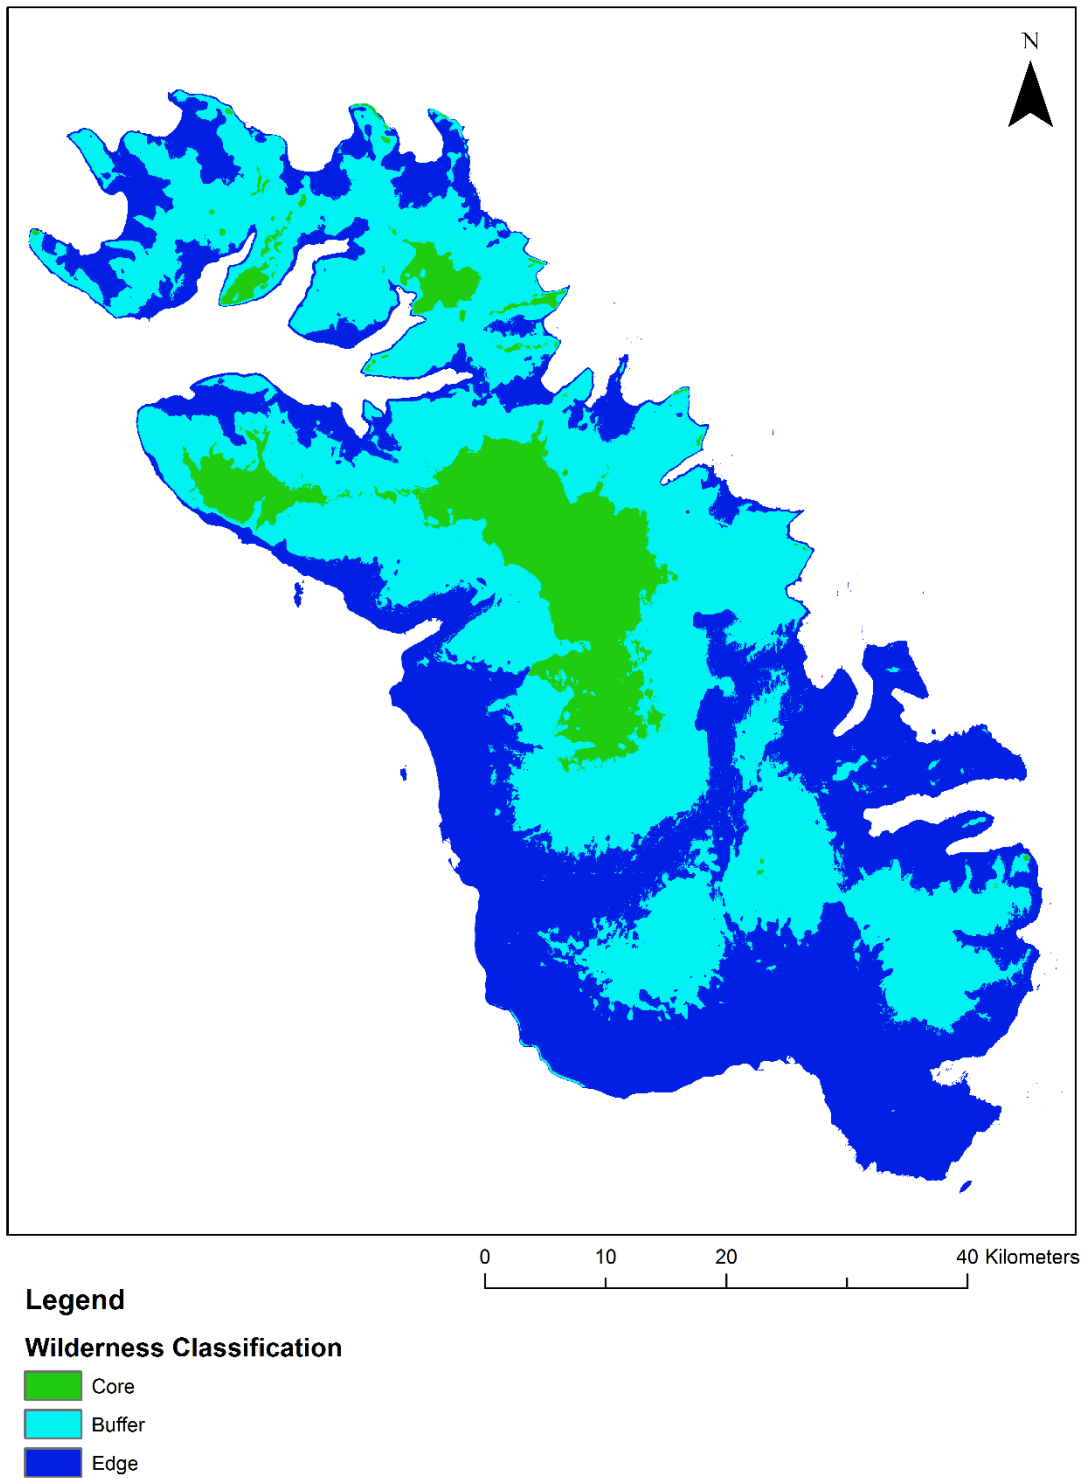 N
0 10 20 40 Kilometers
Legend
Wilderness Classification
Core
Buffer
Edge